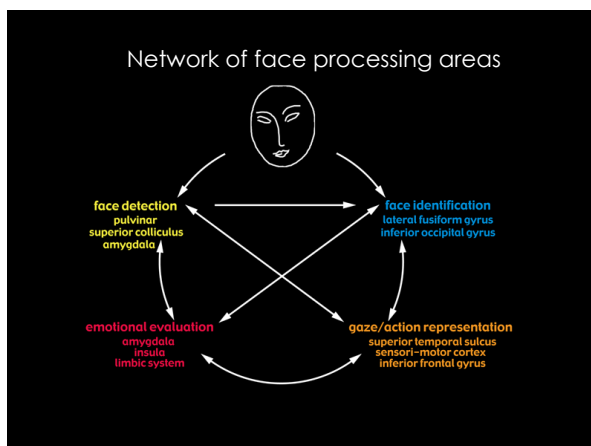 Network of face processing areas
face detection
pulvinar
superior colliculus
amygdala
face identification
lateral fusiform gyrus
inferior occipital gyrus
emotional evaluation
amygdala
insula
limbic system
gaze/action representation
superior temporal sulcus
sensori-motor cortex
inferior frontal gyrus